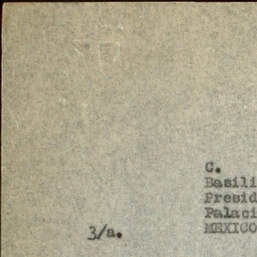 C.
Basili
Presid
Palaci
3/a. MEXICO